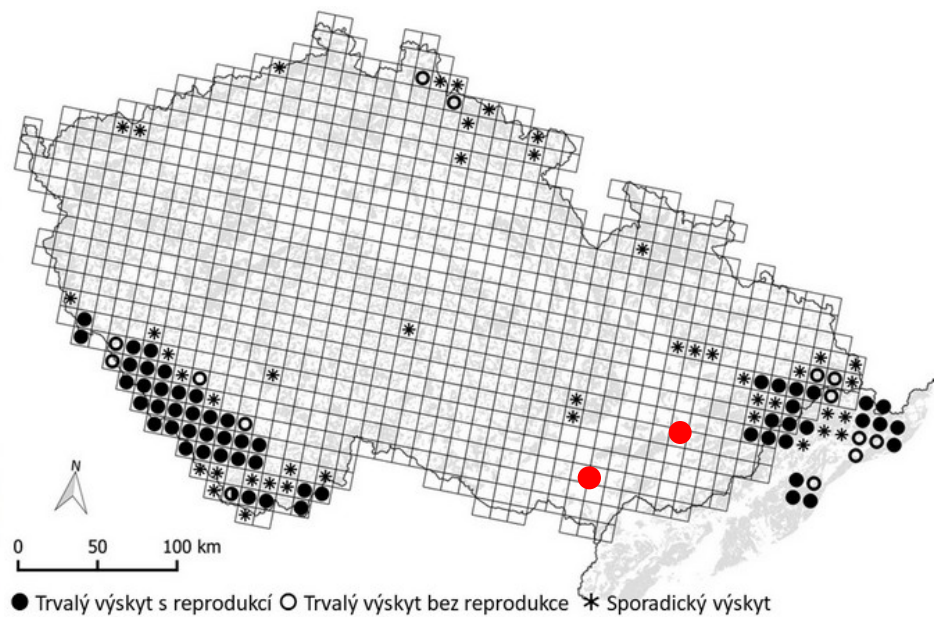 N
0 50 100 km
Trvalý výskyt s reprodukcí Trvalý výskyt bez reprodukce Sporadický výskyt